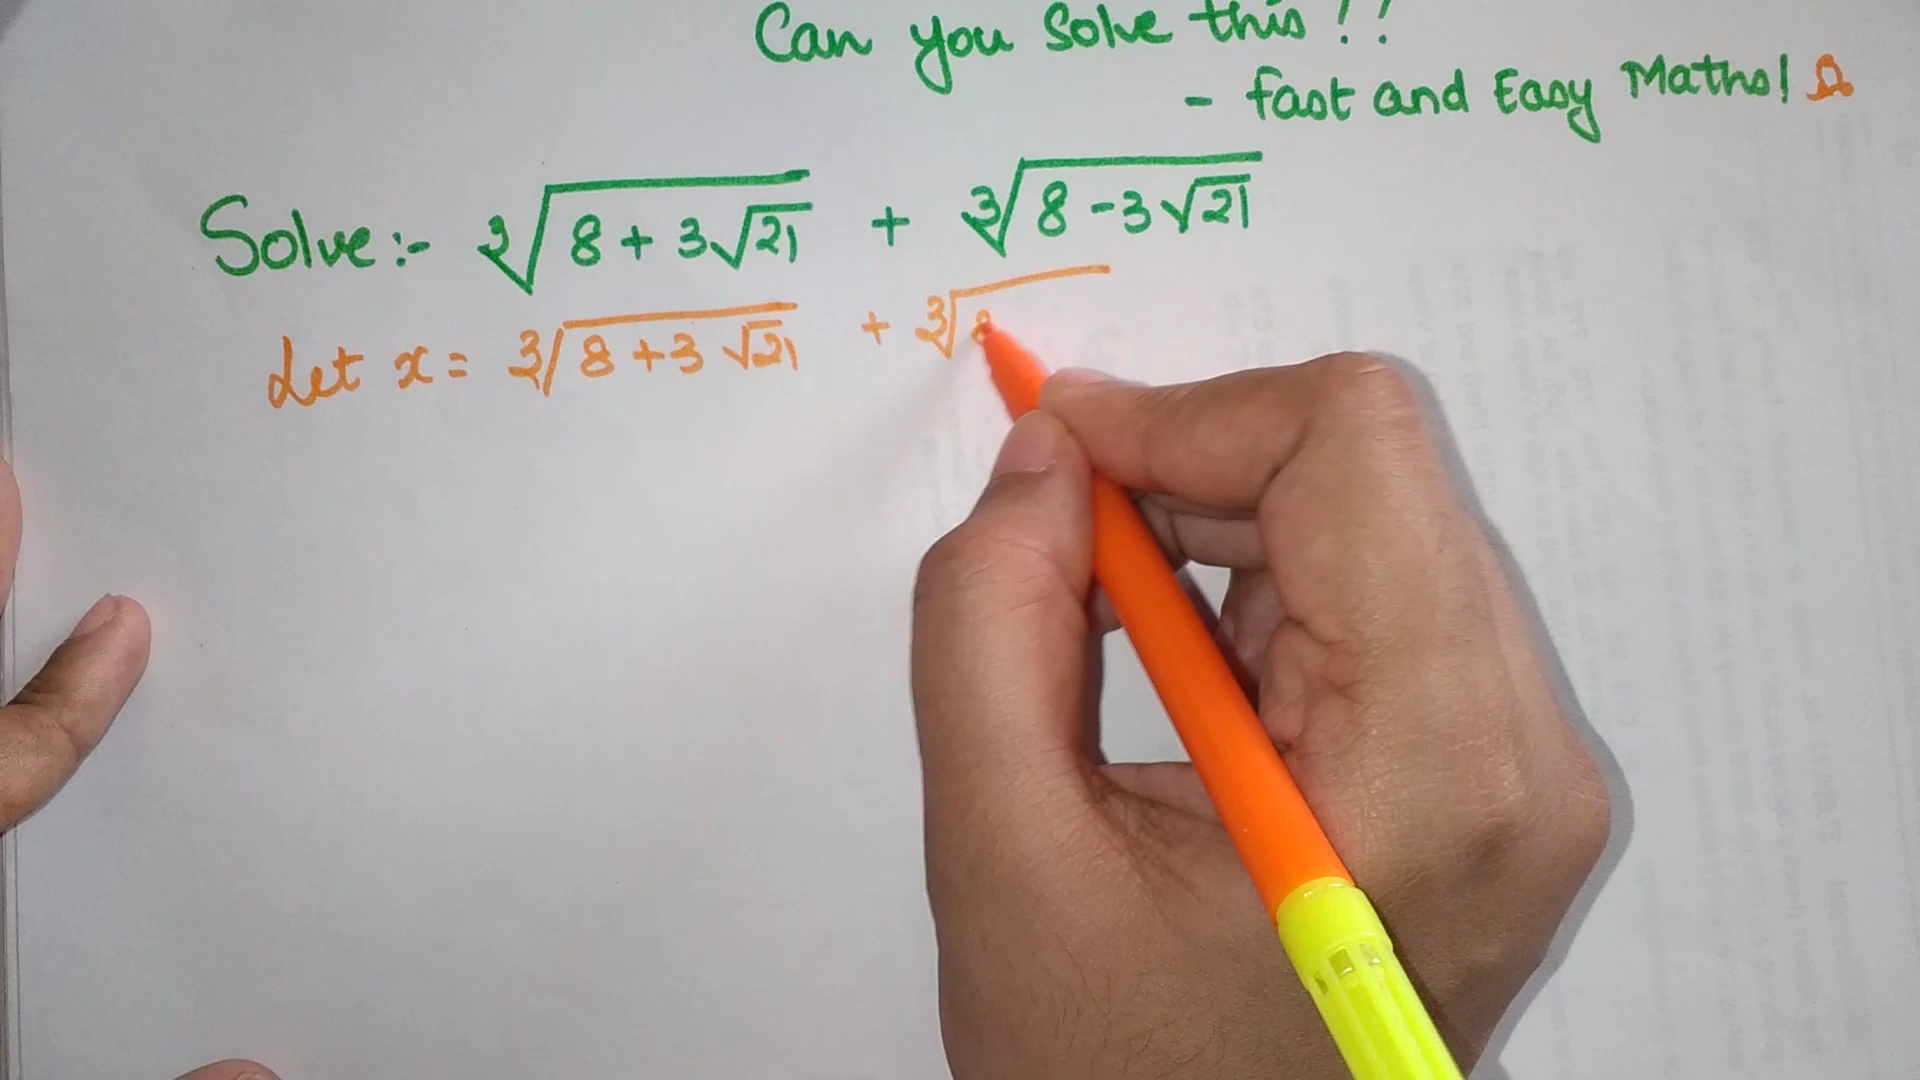 Can you solve this!!
- fast and Easy Maths!
Solve:- ∛(8 + 3√21) + ∛(8 - 3√21)
Let x = ∛(8 + 3√21) + ∛8